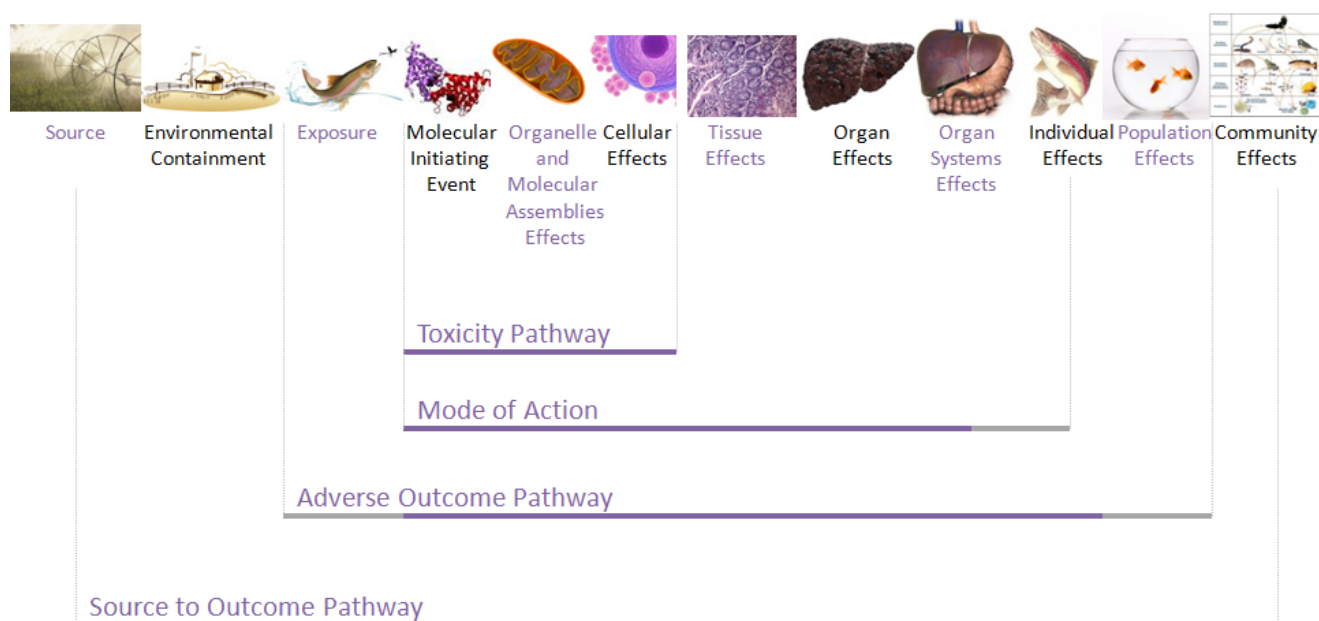 Source
Environmental
Containment
Exposure
Molecular
Initiating
Event
Organelle
and
Molecular
Assemblies
Effects
Cellular
Effects
Tissue
Effects
Organ
Effects
Organ
Systems
Effects
Individual
Effects
Population
Effects
Community
Effects
Toxicity Pathway
Mode of Action
Adverse Outcome Pathway
Source to Outcome Pathway